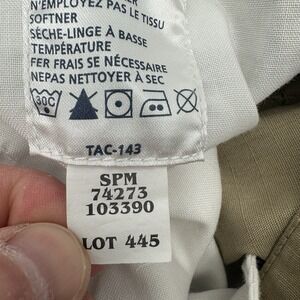 N'EMPLOYEZ PAS LE TISSU
SOFTNER
SÈCHE-LINGE À BASSE
TEMPÉRATURE
FER FRAIS SE NÉCESSAIRE
NEPAS NETTOYER À SEC
30C
TAC-143
SPM
74273
103390
LOT 445